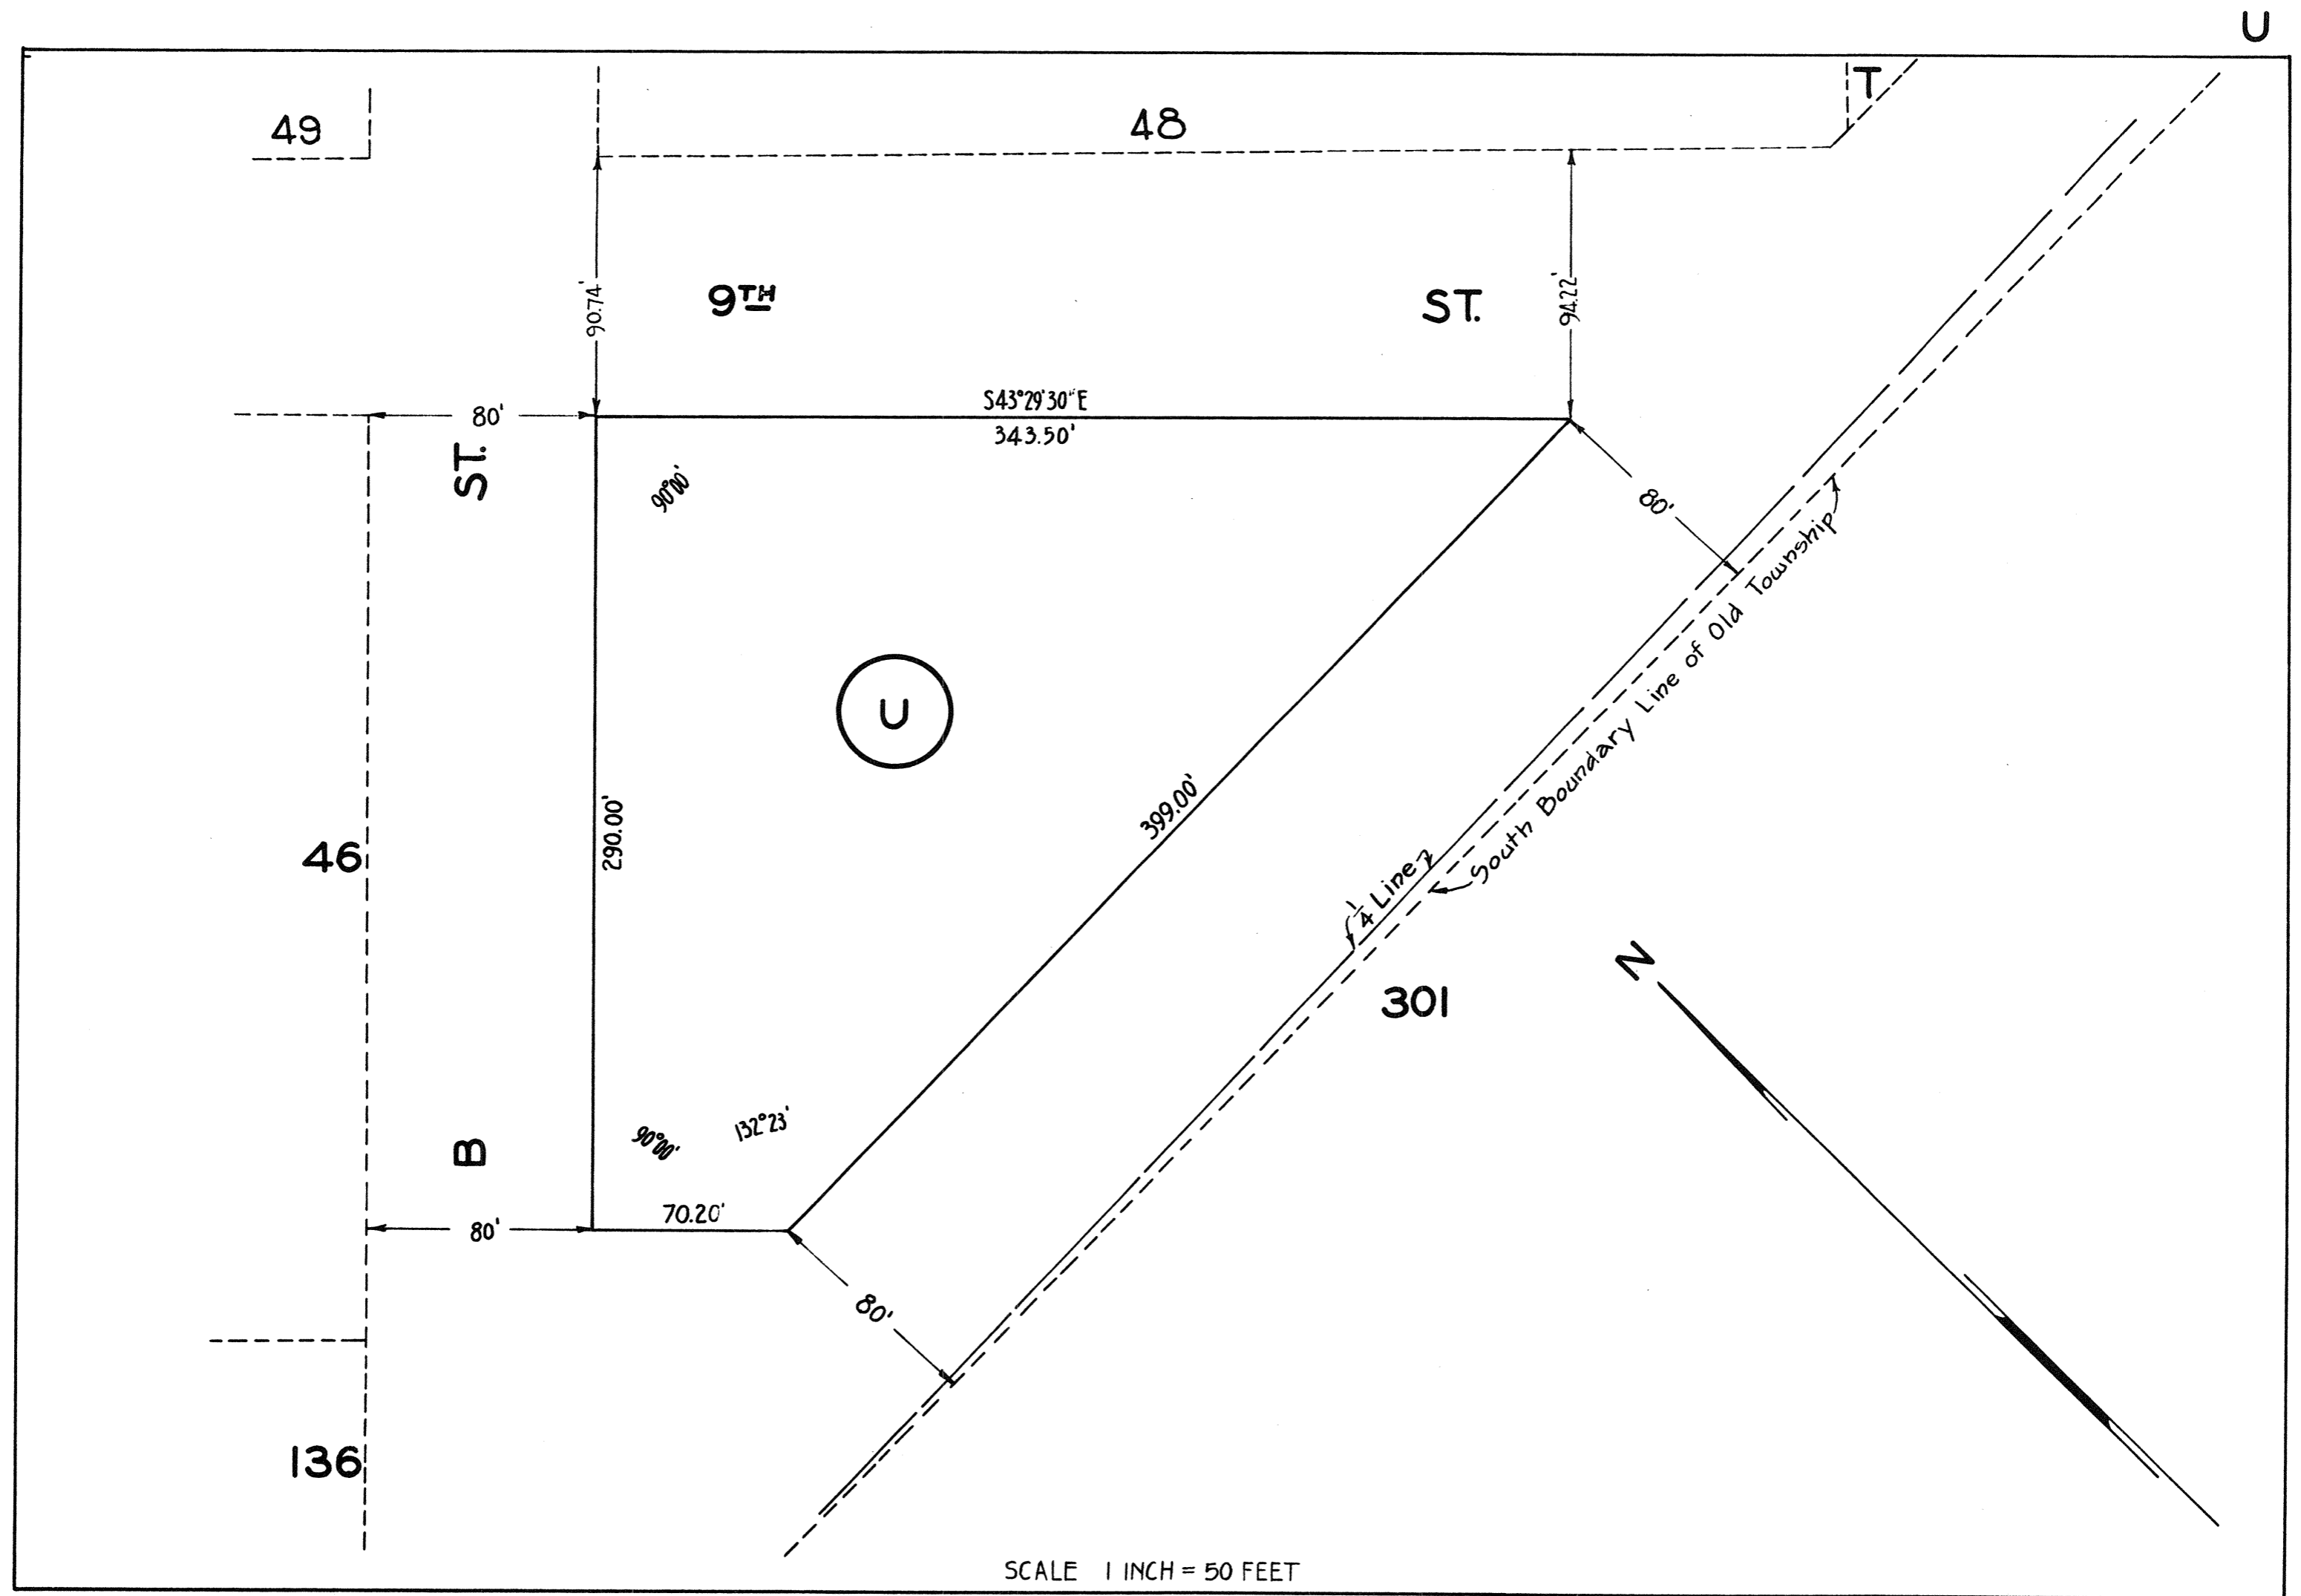 U
T
49
48
90.74'
9TH
ST.
94.22'
S43°29'30"E
80'
343.50'
ST.
90°00'
80'
U
South Boundary Line of Old Township
399.00'
290.00'
46
1/4 Line
301
N
132°23'
90°00'
B
70.20'
80'
80'
136
SCALE 1 INCH = 50 FEET